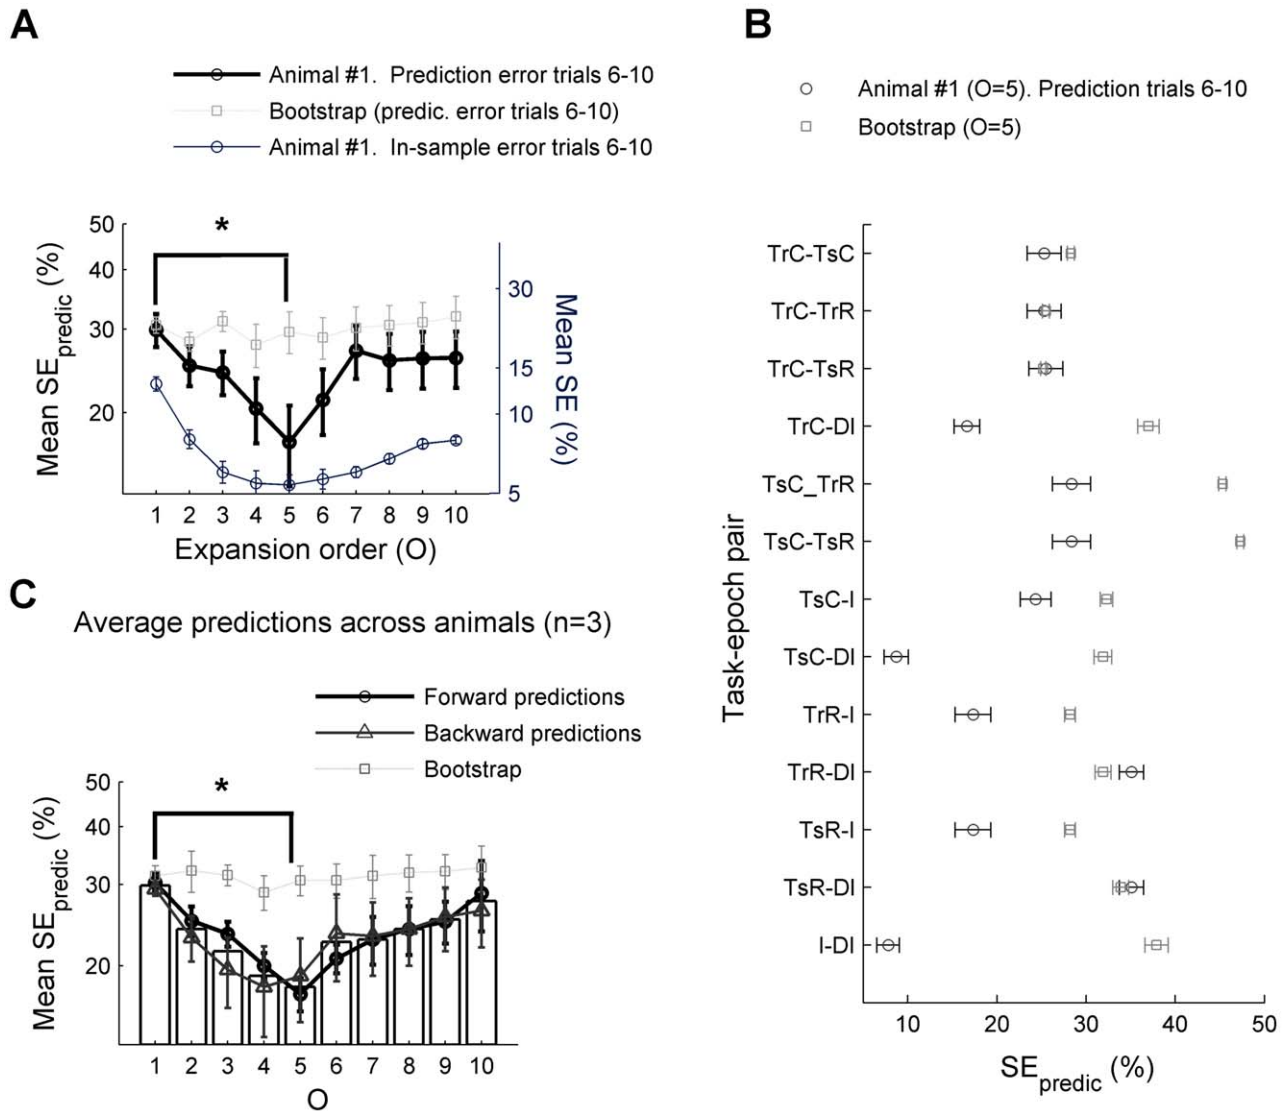 A
Animal #1. Prediction error trials 6-10
Bootstrap (predic. error trials 6-10)
Animal #1. In-sample error trials 6-10
*
50
40
30
20
Mean SEpredic (%)
30
15
10
5
Mean SE (%)
1 2 3 4 5 6 7 8 9 10
Expansion order (O)
B
Animal #1 (O=5). Prediction trials 6-10
Bootstrap (O=5)
Task-epoch pair
TrC-TsC
TrC-TrR
TrC-TsR
TrC-DI
TsC_TrR
TsC-TsR
TsC-I
TsC-DI
TrR-I
TrR-DI
TsR-I
TsR-DI
I-DI
10 20 30 40 50
SEpredic (%)
C
Average predictions across animals (n=3)
Forward predictions
Backward predictions
Bootstrap
*
50
40
30
20
Mean SEpredic (%)
1 2 3 4 5 6 7 8 9 10
O